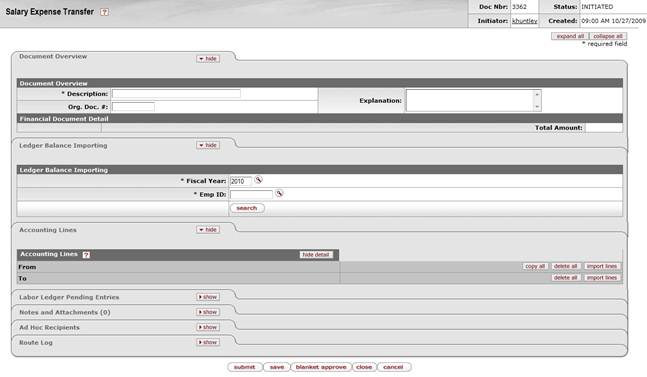 Salary Expense Transfer ?
Doc Nbr: 3362 Status: INITIATED
Initiator: khuntley Created: 09:00 AM 10/27/2009
expand all collapse all
* required field
Document Overview hide
Document Overview
* Description: Explanation:
Org. Doc. #:
Financial Document Detail
Total Amount:
Ledger Balance Importing hide
Ledger Balance Importing
* Fiscal Year: 2010
* Emp ID:
search
Accounting Lines hide
Accounting Lines ? hide detail
From copy all delete all import lines
To delete all import lines
Labor Ledger Pending Entries show
Notes and Attachments (0) show
Ad Hoc Recipients show
Route Log show
submit save blanket approve close cancel